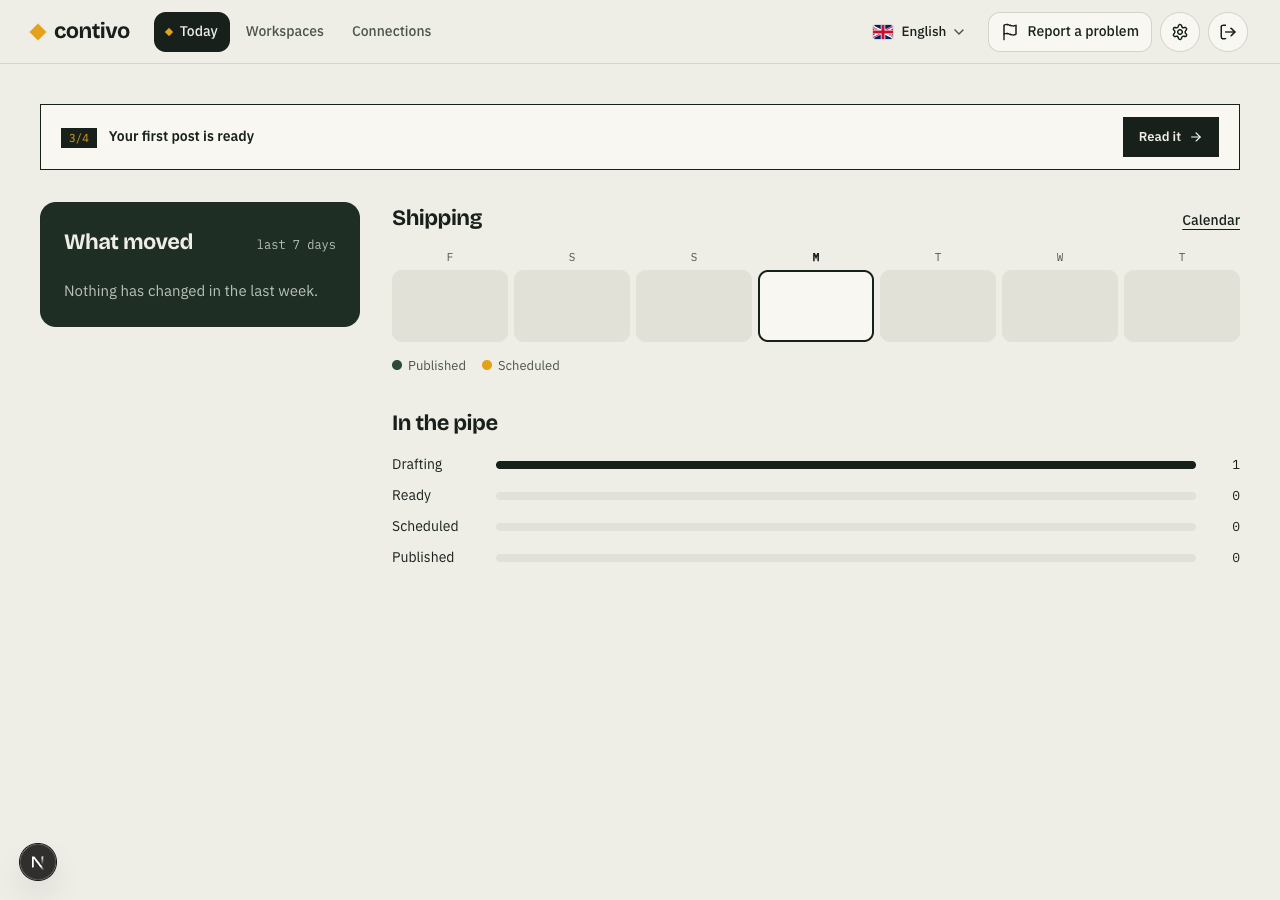 contivo
Today
Workspaces
Connections
English
Report a problem
3/4
Your first post is ready
Read it
What moved
last 7 days
Nothing has changed in the last week.
Shipping
Calendar
F S S M T W T
Published
Scheduled
In the pipe
Drafting 1
Ready 0
Scheduled 0
Published 0
N